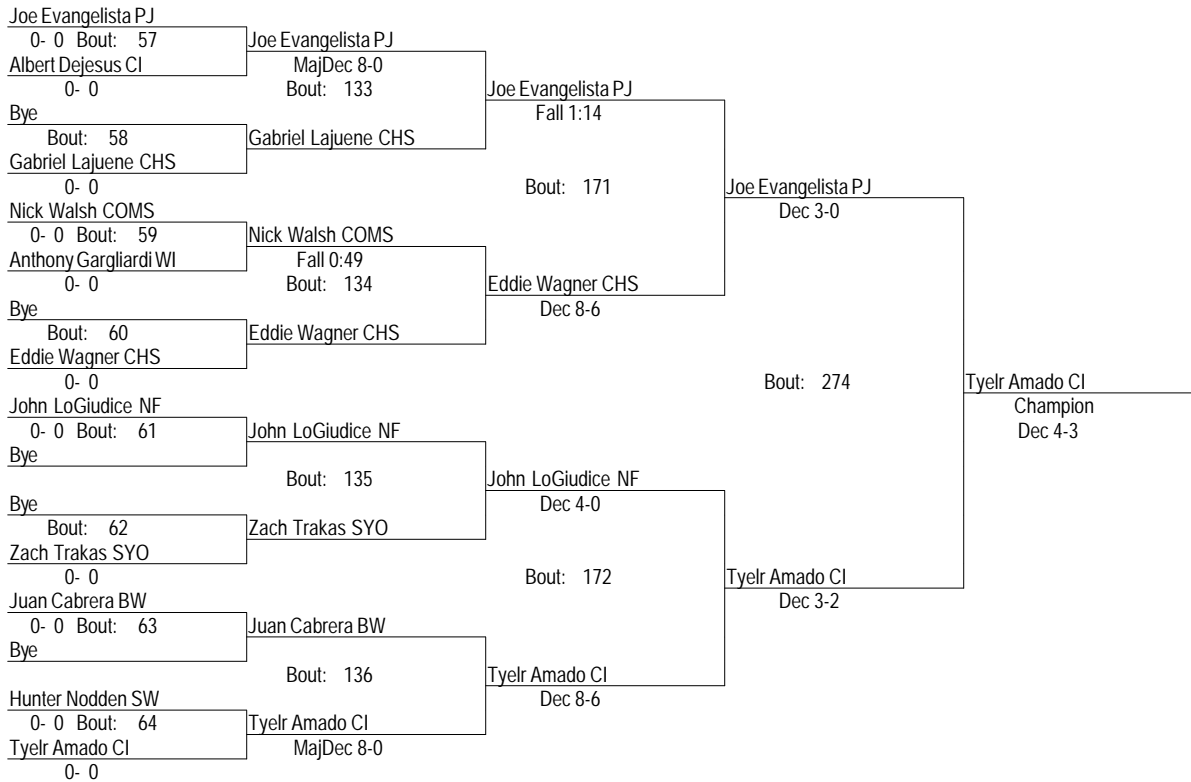 Joe Evangelista PJ
0- 0 Bout: 57
Joe Evangelista PJ
Albert Dejesus CI
MajDec 8-0
0- 0
Bout: 133
Joe Evangelista PJ
Bye
Fall 1:14
Bout: 58
Gabriel Lajuene CHS
Gabriel Lajuene CHS
0- 0
Bout: 171
Joe Evangelista PJ
Nick Walsh COMS
Dec 3-0
0- 0 Bout: 59
Nick Walsh COMS
Anthony Gargliardi WI
Fall 0:49
0- 0
Bout: 134
Eddie Wagner CHS
Bye
Dec 8-6
Bout: 60
Eddie Wagner CHS
Eddie Wagner CHS
0- 0
Bout: 274
Tyelr Amado CI
John LoGiudice NF
Champion
0- 0 Bout: 61
John LoGiudice NF
Dec 4-3
Bye
Bout: 135
John LoGiudice NF
Bye
Dec 4-0
Bout: 62
Zach Trakas SYO
Zach Trakas SYO
0- 0
Bout: 172
Tyelr Amado CI
Juan Cabrera BW
Dec 3-2
0- 0 Bout: 63
Juan Cabrera BW
Bye
Bout: 136
Tyelr Amado CI
Hunter Nodden SW
Dec 8-6
0- 0 Bout: 64
Tyelr Amado CI
Tyelr Amado CI
MajDec 8-0
0- 0